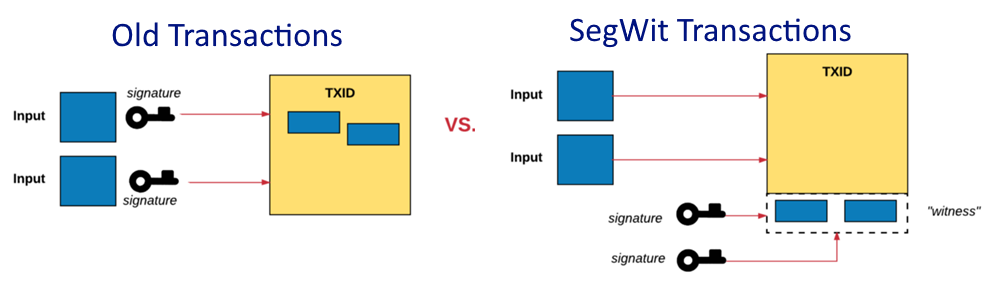 Old Transactions
signature
Input
TXID
Input
signature
VS.
SegWit Transactions
TXID
Input
Input
signature
"witness"
signature